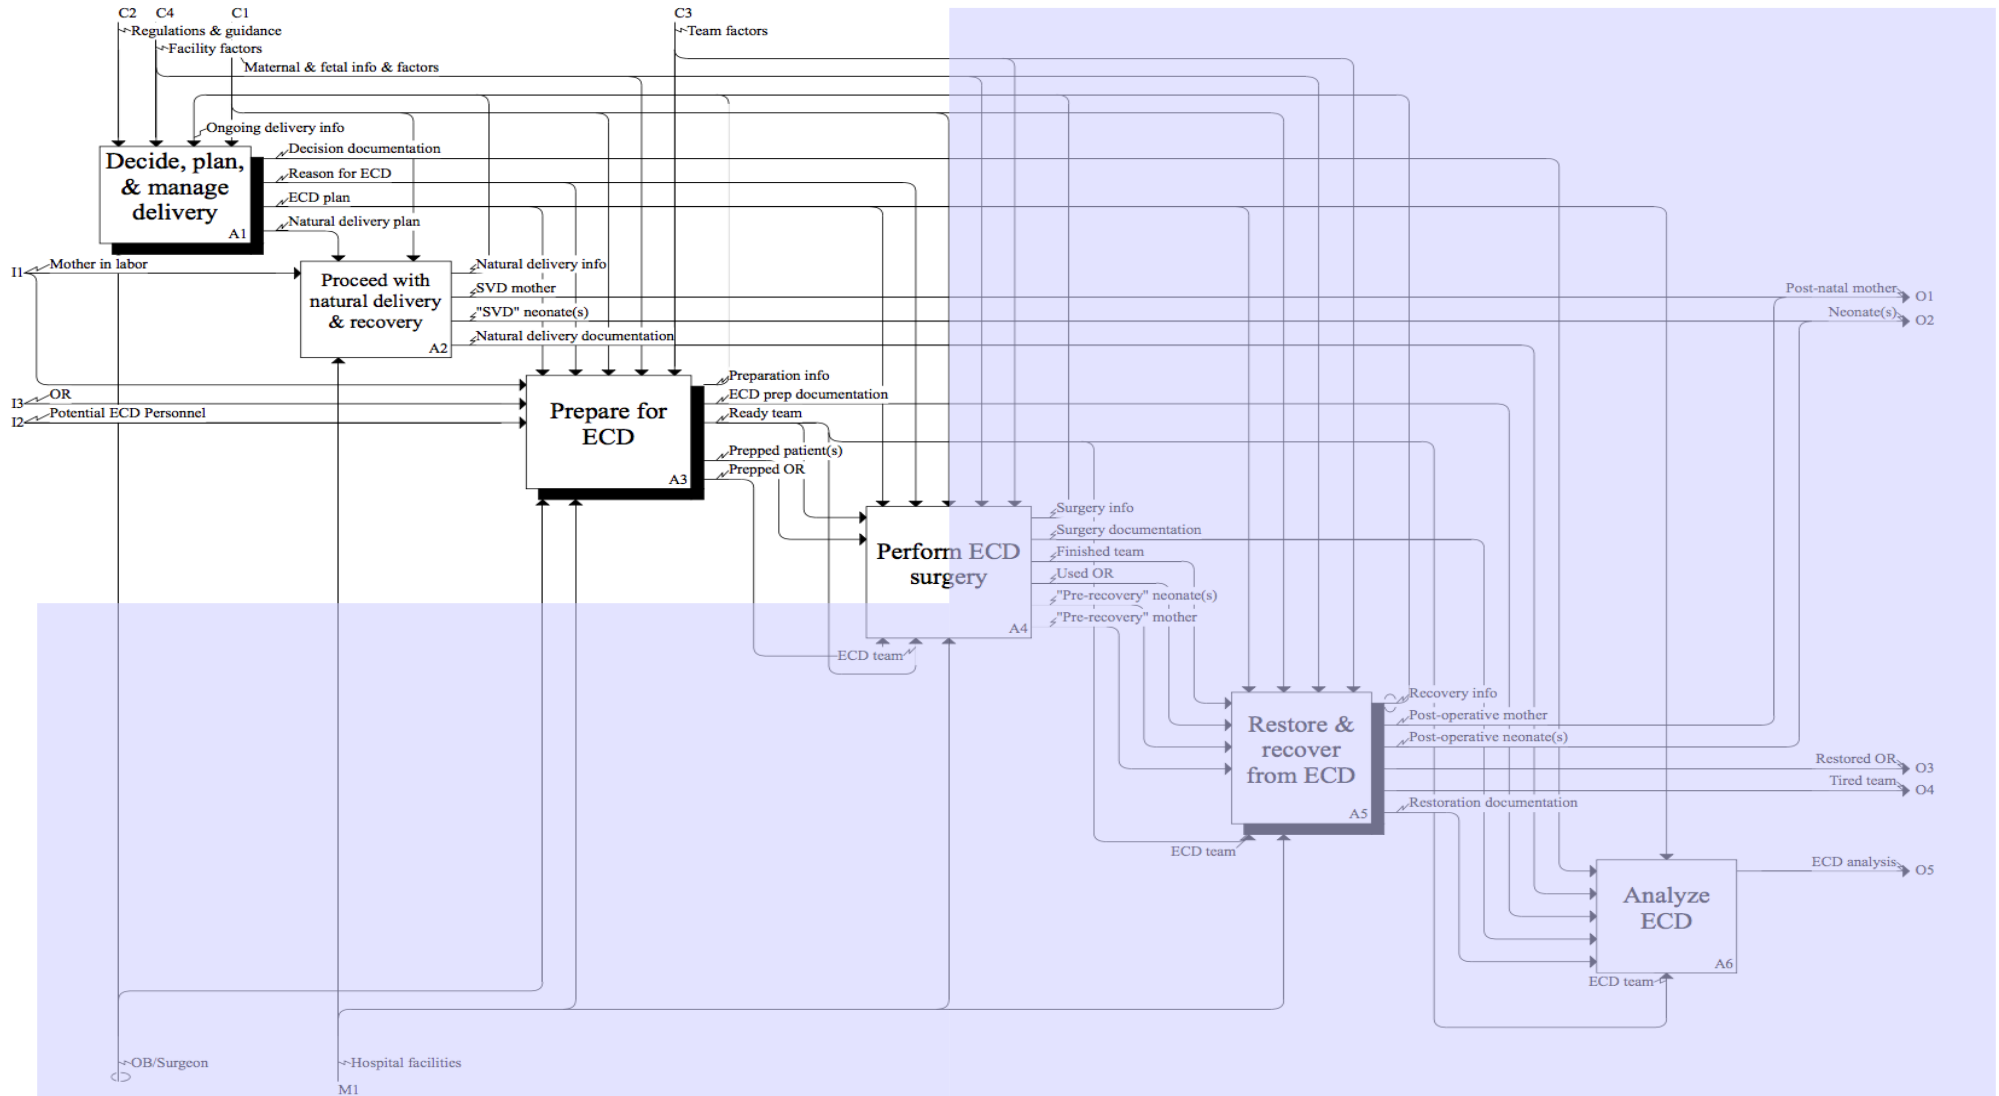 C2 C4 C1 C3
Regulations & guidance
Team factors
Facility factors
Maternal & fetal info & factors
Ongoing delivery info
Decide, plan,
& manage
delivery
A1
Decision documentation
Reason for ECD
ECD plan
Natural delivery plan
I1 Mother in labor
Proceed with
natural delivery
& recovery
A2
Natural delivery info
SVD mother
"SVD" neonate(s)
Natural delivery documentation
Post-natal mother O1
Neonate(s) O2
I3 OR
I2 Potential ECD Personnel
Prepare for
ECD
A3
Preparation info
ECD prep documentation
Ready team
Prepped patient(s)
Prepped OR
Perform ECD
surgery
A4
ECD team
Surgery info
Surgery documentation
Finished team
Used OR
"Pre-recovery" neonate(s)
"Pre-recovery" mother
Restore &
recover
from ECD
A5
ECD team
Recovery info
Post-operative mother
Post-operative neonate(s)
Restored OR O3
Tired team O4
Restoration documentation
Analyze
ECD
A6
ECD team
ECD analysis O5
OB/Surgeon
Hospital facilities
M1